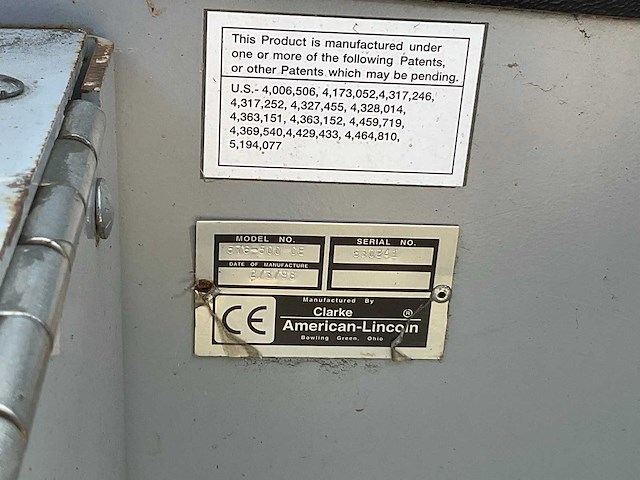 This Product is manufactured under
one or more of the following Patents,
or other Patents which may be pending.
U.S.- 4,006,506, 4,173,052,4,317,246,
4,317,252, 4,327,455, 4,328,014,
4,363,151, 4,363,152, 4,459,719,
4,369,540,4,429,433, 4,464,810,
5,194,077
MODEL NO. SERIAL NO.
DATE OF MANUFACTURE
Manufactured By
CE Clarke ®
American-Lincoln
Bowling Green, Ohio